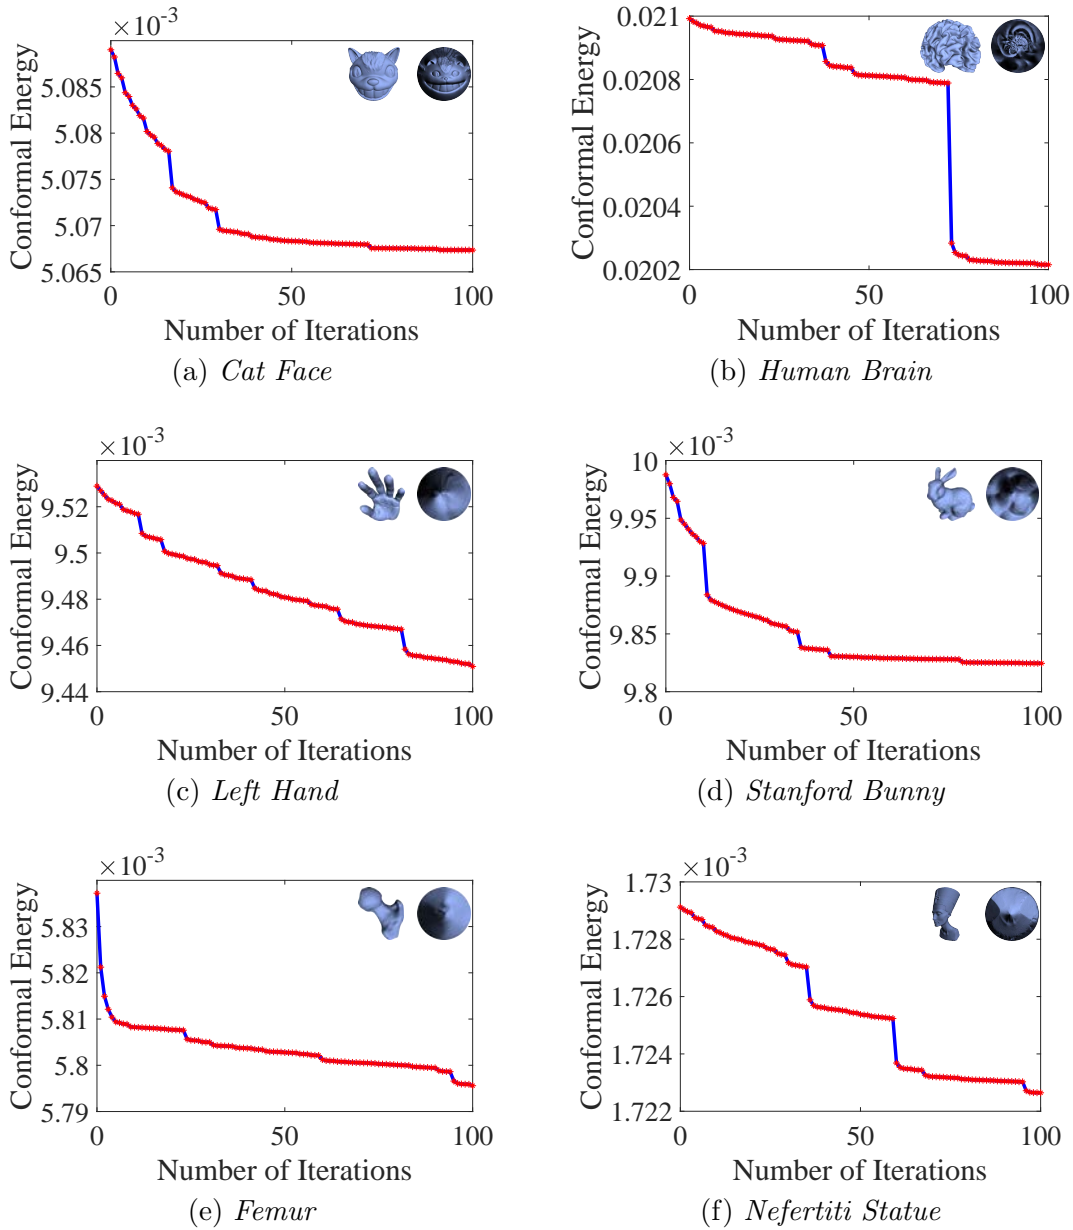 ×10⁻³
Conformal Energy
5.085
5.08
5.075
5.07
5.065
0
50
100
Number of Iterations
(a) Cat Face
Conformal Energy
0.021
0.0208
0.0206
0.0204
0.0202
0
50
100
Number of Iterations
(b) Human Brain
×10⁻³
Conformal Energy
9.52
9.5
9.48
9.46
9.44
0
50
100
Number of Iterations
(c) Left Hand
×10⁻³
Conformal Energy
10
9.95
9.9
9.85
9.8
0
50
100
Number of Iterations
(d) Stanford Bunny
×10⁻³
Conformal Energy
5.83
5.82
5.81
5.8
5.79
0
50
100
Number of Iterations
(e) Femur
×10⁻³
Conformal Energy
1.73
1.728
1.726
1.724
1.722
0
50
100
Number of Iterations
(f) Nefertiti Statue